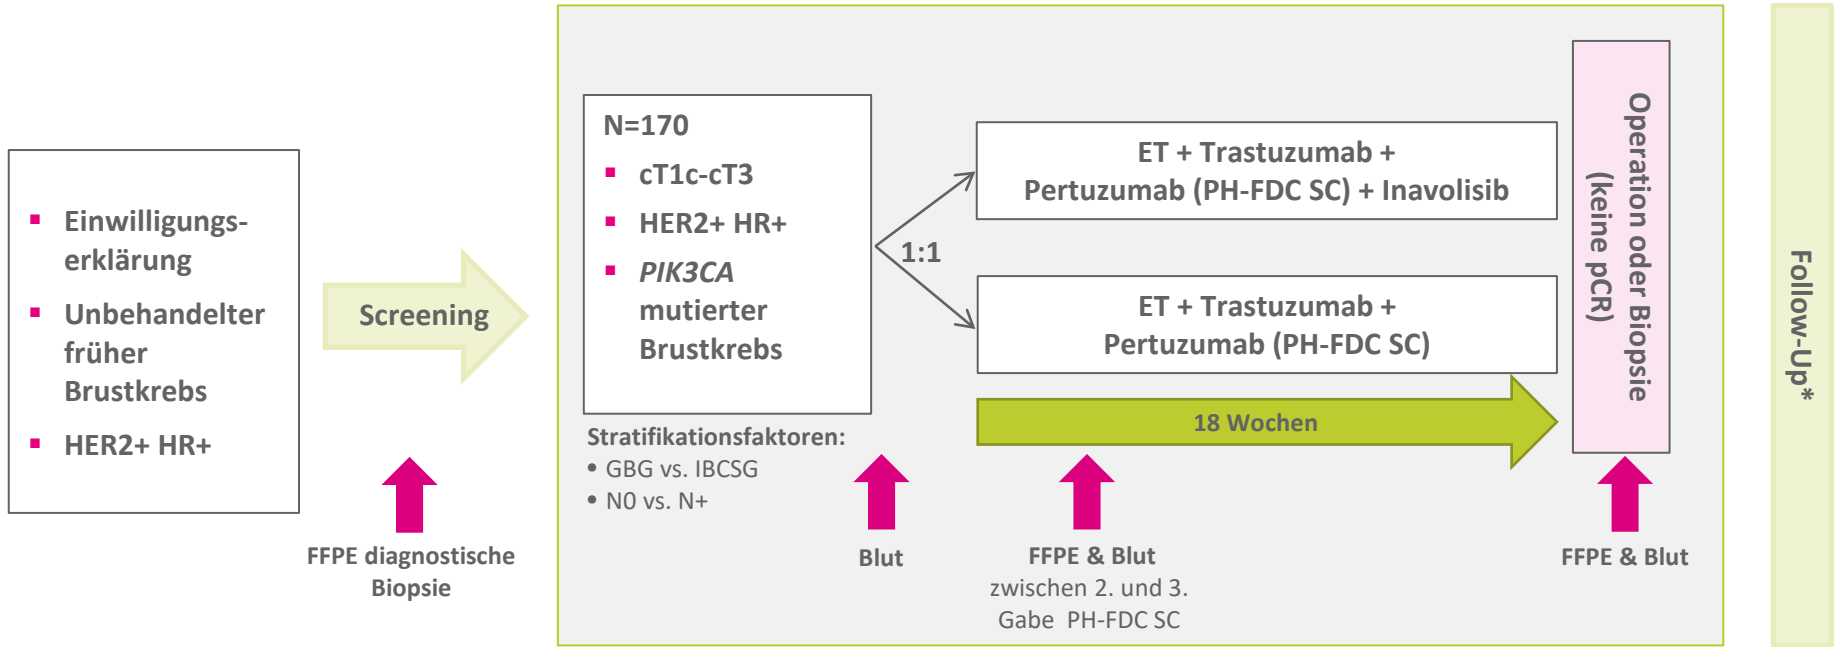 Einwilligungs-
erklärung
Unbehandelter
früher
Brustkrebs
HER2+ HR+
Screening
FFPE diagnostische
Biopsie
N=170
cT1c-cT3
HER2+ HR+
PIK3CA
mutierter
Brustkrebs
Stratifikationsfaktoren:
• GBG vs. IBCSG
• N0 vs. N+
1:1
ET + Trastuzumab +
Pertuzumab (PH-FDC SC) + Inavolisib
ET + Trastuzumab +
Pertuzumab (PH-FDC SC)
18 Wochen
Blut
FFPE & Blut
zwischen 2. und 3.
Gabe PH-FDC SC
Operation oder Biopsie
(keine pCR)
FFPE & Blut
Follow-Up*